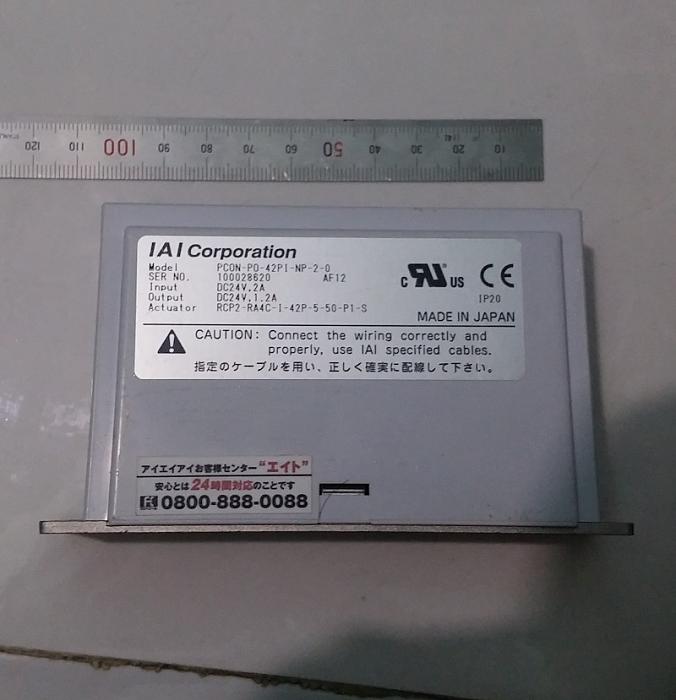 120 110 100 90 80 70 60 50 40 30 20 10
IAI Corporation
Model PCON-PO-42PI-NP-2-0
SER NO. 100028620 AF12
Input DC24V,2A
Output DC24V,1.2A
Actuator RCP2-RA4C-I-42P-5-50-P1-S
C RU US CE
IP20
MADE IN JAPAN
CAUTION: Connect the wiring correctly and
properly, use IAI specified cables.
指定のケーブルを用い、正しく確実に配線して下さい。
アイエイアイお客様センター“エイト”
安心とは24時間対応のことです
0800-888-0088